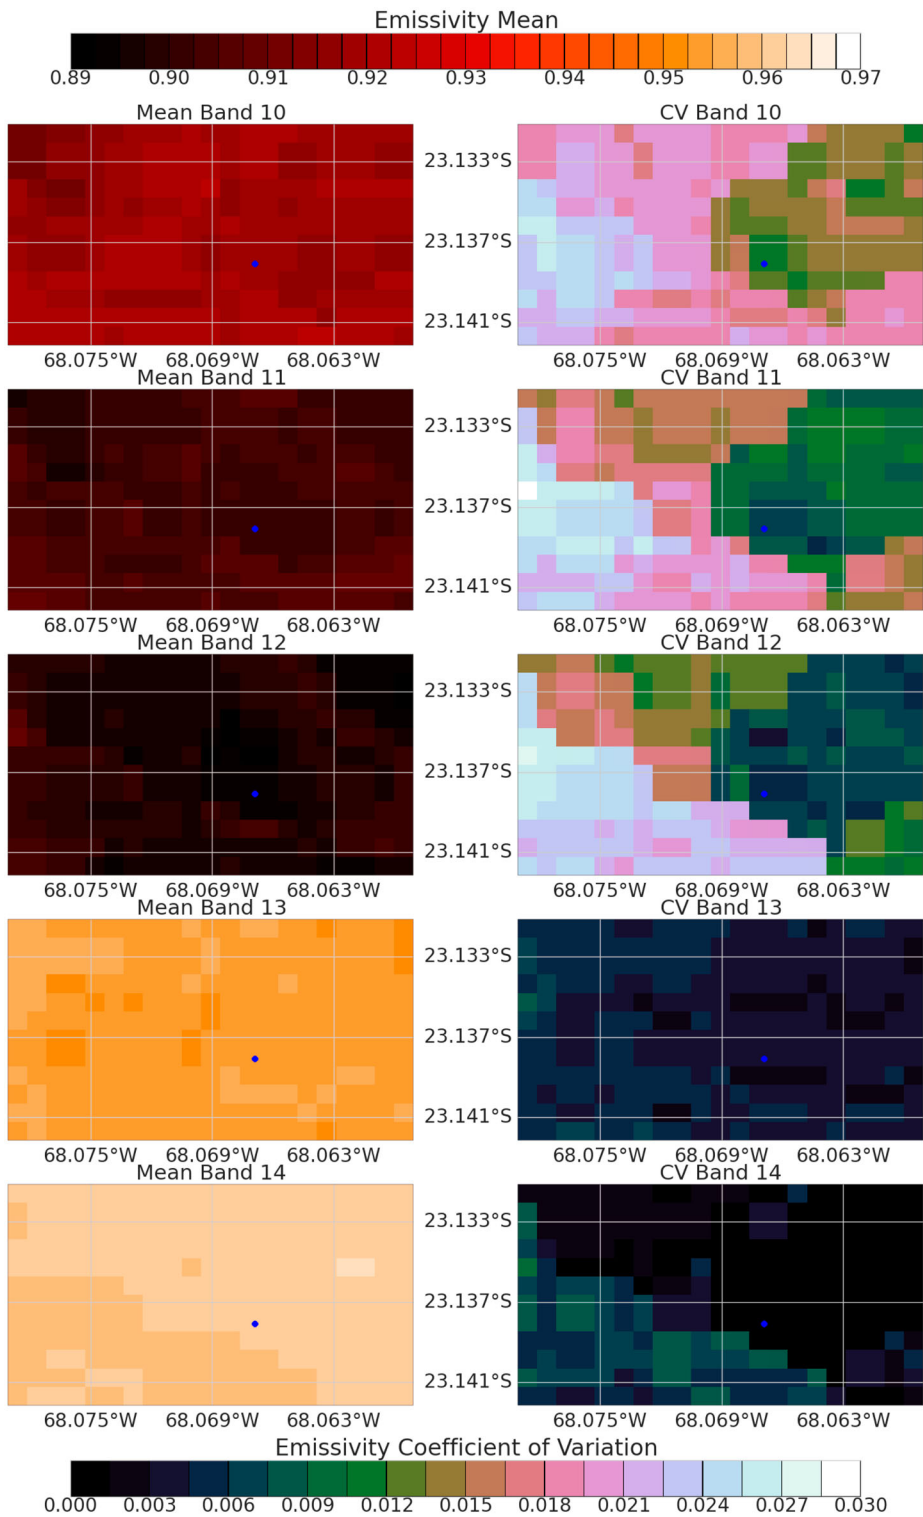 Emissivity Mean
0.89 0.90 0.91 0.92 0.93 0.94 0.95 0.96 0.97
Mean Band 10 CV Band 10
23.133°S
23.137°S
23.141°S
68.075°W 68.069°W 68.063°W 68.075°W 68.069°W 68.063°W
Mean Band 11 CV Band 11
23.133°S
23.137°S
23.141°S
68.075°W 68.069°W 68.063°W 68.075°W 68.069°W 68.063°W
Mean Band 12 CV Band 12
23.133°S
23.137°S
23.141°S
68.075°W 68.069°W 68.063°W 68.075°W 68.069°W 68.063°W
Mean Band 13 CV Band 13
23.133°S
23.137°S
23.141°S
68.075°W 68.069°W 68.063°W 68.075°W 68.069°W 68.063°W
Mean Band 14 CV Band 14
23.133°S
23.137°S
23.141°S
68.075°W 68.069°W 68.063°W 68.075°W 68.069°W 68.063°W
Emissivity Coefficient of Variation
0.000 0.003 0.006 0.009 0.012 0.015 0.018 0.021 0.024 0.027 0.030